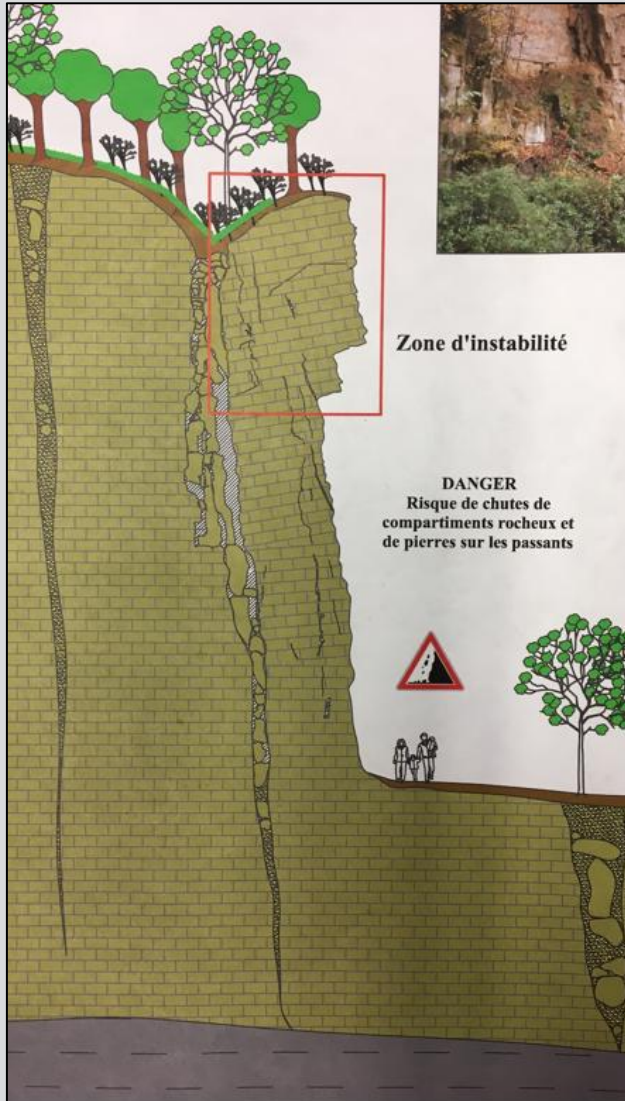 Zone d'instabilité
DANGER
Risque de chutes de
compartiments rocheux et
de pierres sur les passants